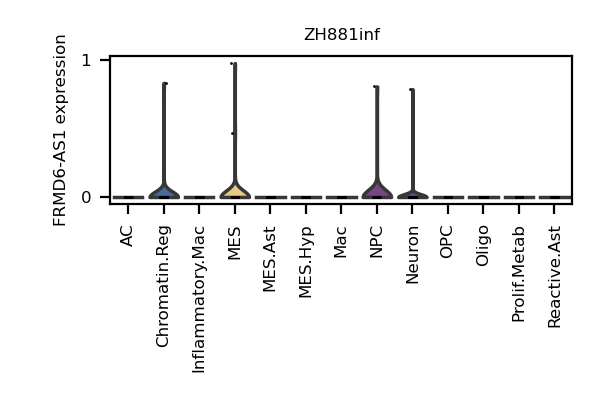 ZH881inf
FRMD6-AS1 expression
1
0
AC
Chromatin.Reg
Inflammatory.Mac
MES
MES.Ast
MES.Hyp
Mac
NPC
Neuron
OPC
Oligo
Prolif.Metab
Reactive.Ast